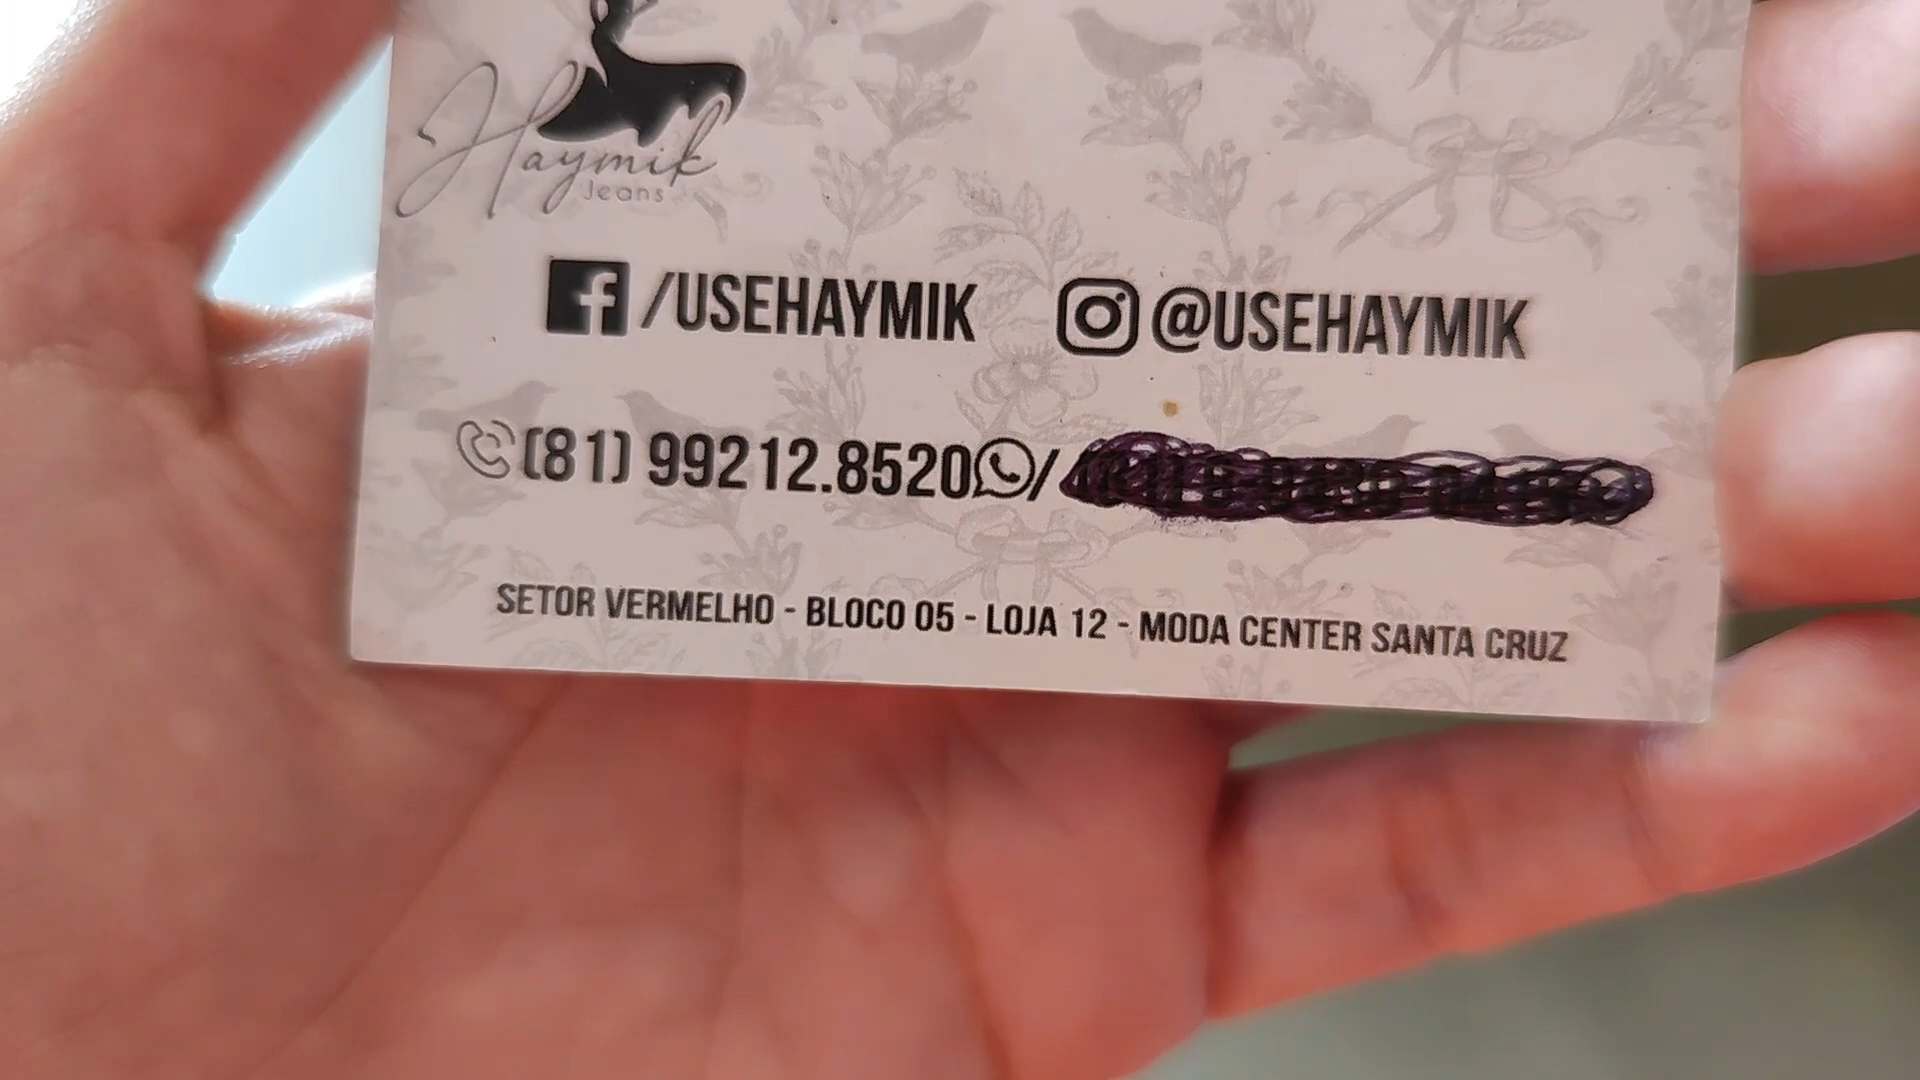 Haymik
Jeans
/USEHAYMIK @USEHAYMIK
(81) 99212.8520 /
SETOR VERMELHO - BLOCO 05 - LOJA 12 - MODA CENTER SANTA CRUZ